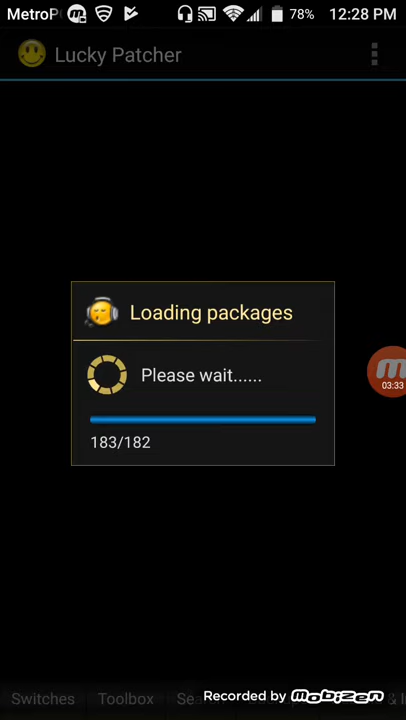 MetroP 78% 12:28 PM
Lucky Patcher
Loading packages
Please wait......
183/182
03:33
Switches Toolbox
Recorded by mobizen